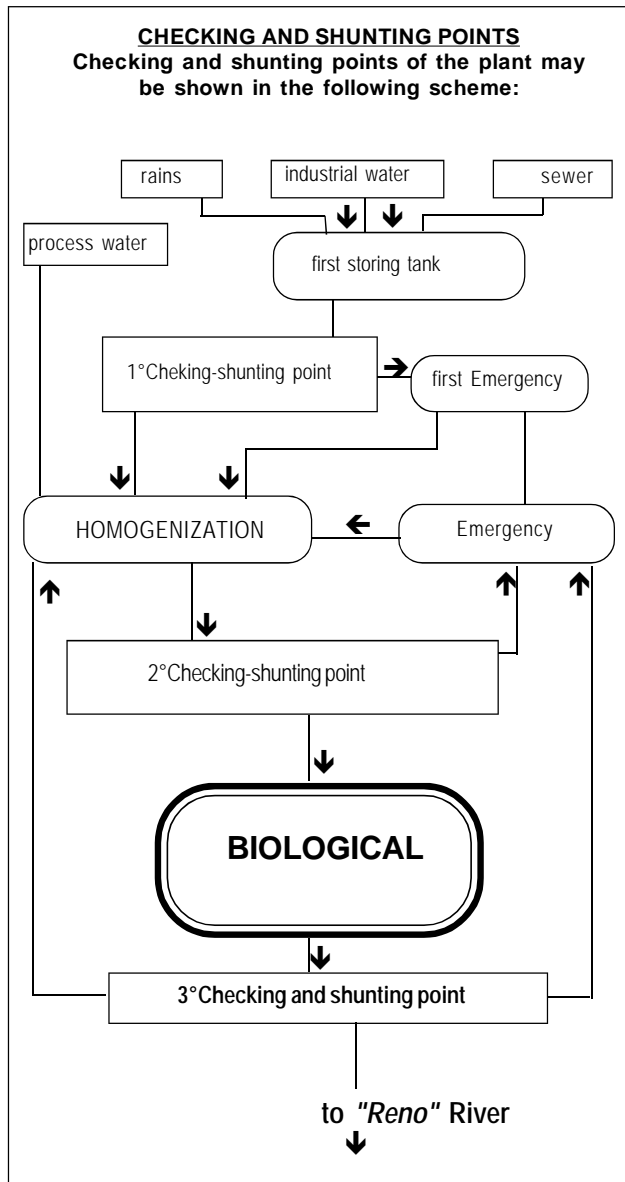 CHECKING AND SHUNTING POINTS
Checking and shunting points of the plant may
be shown in the following scheme:
rains
industrial water
sewer
process water
first storing tank
1°Cheking-shunting point
first Emergency
HOMOGENIZATION
Emergency
2°Checking-shunting point
BIOLOGICAL
3°Checking and shunting point
to "Reno" River